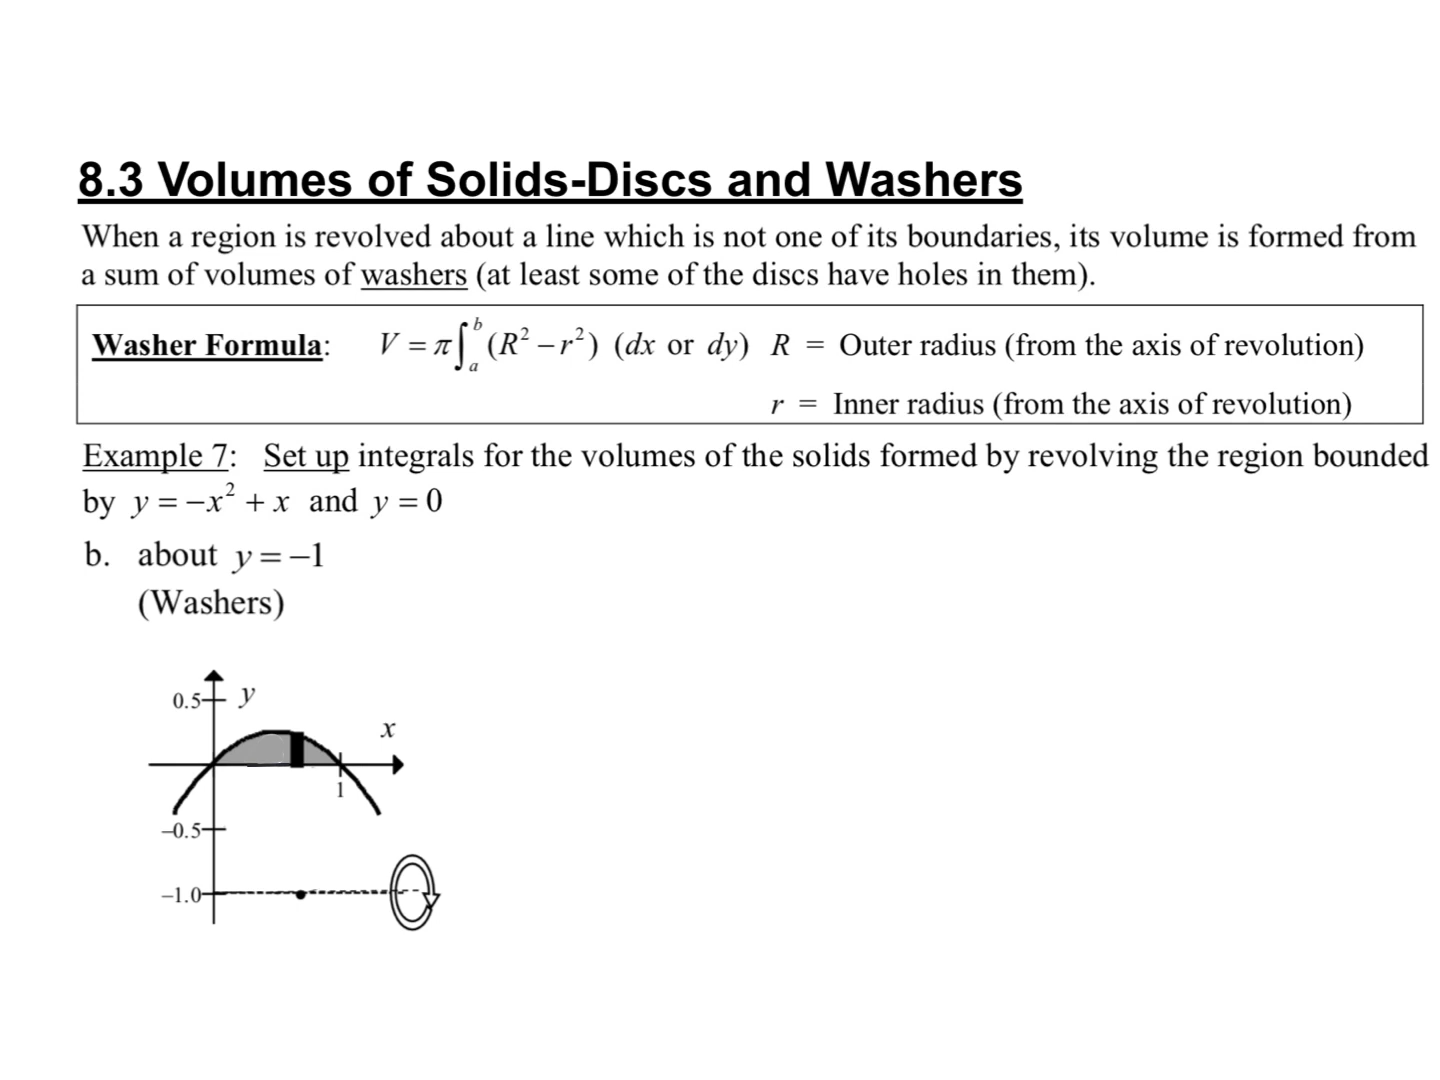 8.3 Volumes of Solids-Discs and Washers
When a region is revolved about a line which is not one of its boundaries, its volume is formed from
a sum of volumes of washers (at least some of the discs have holes in them).
Washer Formula: V = π∫ₐᵇ (R² − r²) (dx or dy) R = Outer radius (from the axis of revolution)
r = Inner radius (from the axis of revolution)
Example 7: Set up integrals for the volumes of the solids formed by revolving the region bounded
by y = −x² + x and y = 0
b. about y = −1
(Washers)
0.5 y
x
1
−0.5
−1.0